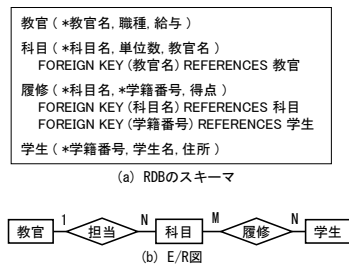 教官 ( *教官名, 職種, 給与 )
科目 ( *科目名, 単位数, 教官名 )
FOREIGN KEY (教官名) REFERENCES 教官
履修 ( *科目名, *学籍番号, 得点 )
FOREIGN KEY (科目名) REFERENCES 科目
FOREIGN KEY (学籍番号) REFERENCES 学生
学生 ( *学籍番号, 学生名, 住所 )
(a) RDBのスキーマ
教官 1 担当 N 科目 M 履修 N 学生
(b) E/R図